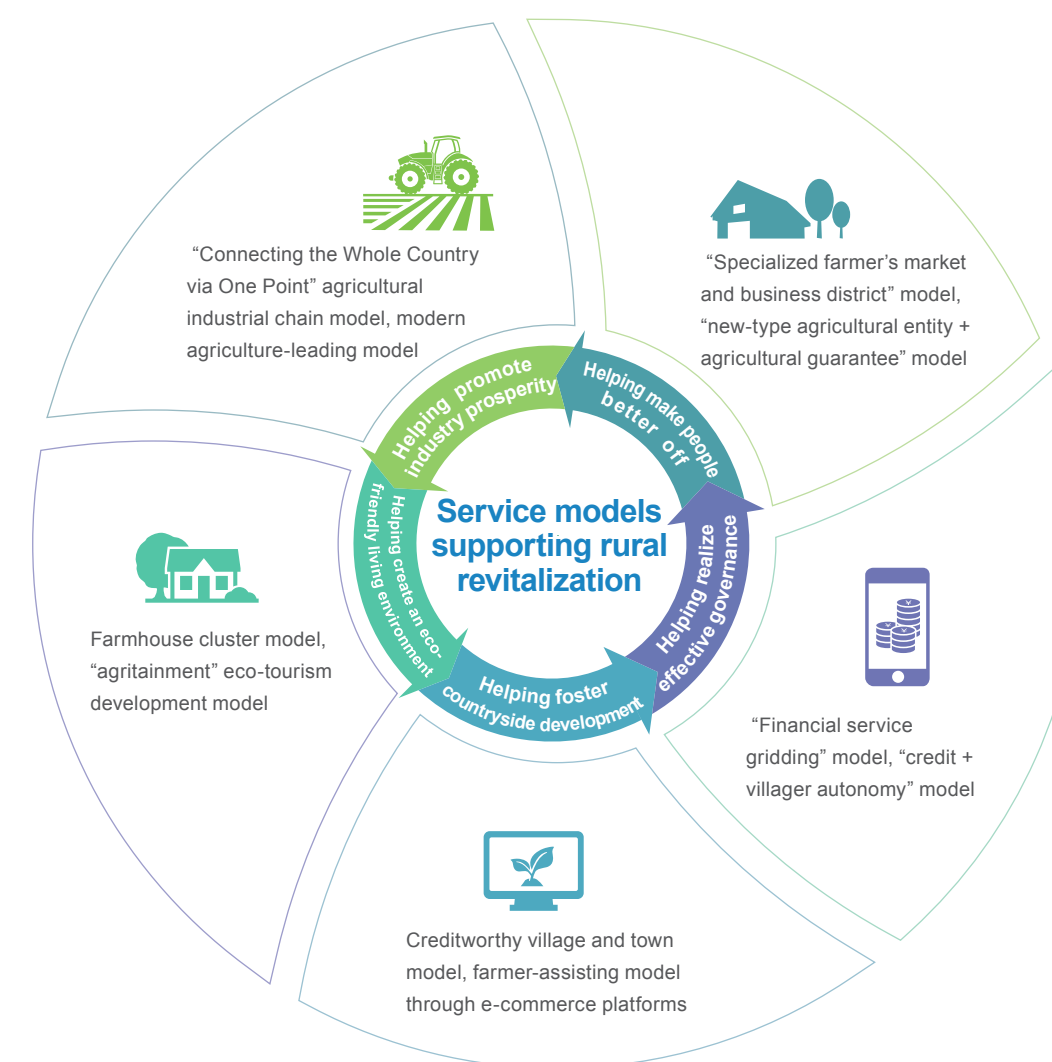 “Connecting the Whole Country
via One Point” agricultural
industrial chain model, modern
agriculture-leading model
“Specialized farmer’s market
and business district” model,
“new-type agricultural entity +
agricultural guarantee” model
Helping promote
industry prosperity
Helping make people
better off
Helping create an eco-
friendly living environment
Service models
supporting rural
revitalization
Helping realize
effective governance
Helping foster
countryside development
Farmhouse cluster model,
“agritainment” eco-tourism
development model
“Financial service
gridding” model, “credit +
villager autonomy” model
Creditworthy village and town
model, farmer-assisting model
through e-commerce platforms